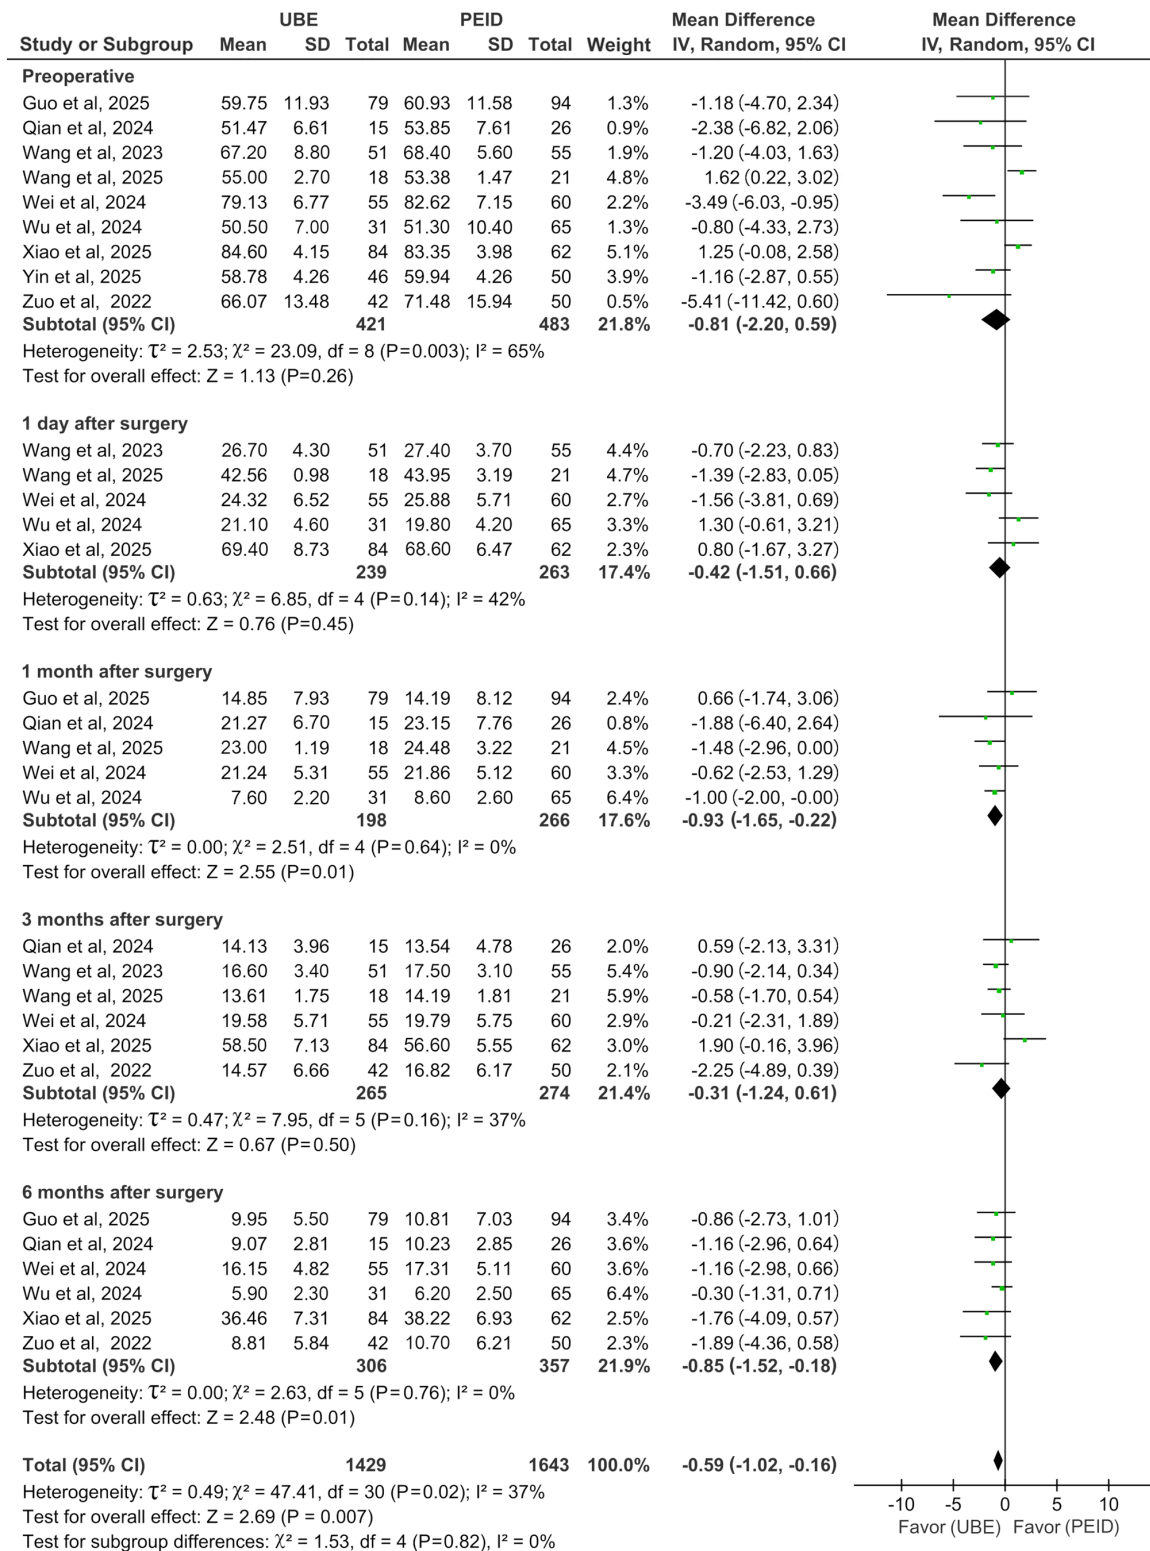 UBE PEID Mean Difference Mean Difference
Study or Subgroup Mean SD Total Mean SD Total Weight IV, Random, 95% CI IV, Random, 95% CI
Preoperative
Guo et al, 2025 59.75 11.93 79 60.93 11.58 94 1.3% -1.18 (-4.70, 2.34)
Qian et al, 2024 51.47 6.61 15 53.85 7.61 26 0.9% -2.38 (-6.82, 2.06)
Wang et al, 2023 67.20 8.80 51 68.40 5.60 55 1.9% -1.20 (-4.03, 1.63)
Wang et al, 2025 55.00 2.70 18 53.38 1.47 21 4.8% 1.62 (0.22, 3.02)
Wei et al, 2024 79.13 6.77 55 82.62 7.15 60 2.2% -3.49 (-6.03, -0.95)
Wu et al, 2024 50.50 7.00 31 51.30 10.40 65 1.3% -0.80 (-4.33, 2.73)
Xiao et al, 2025 84.60 4.15 84 83.35 3.98 62 5.1% 1.25 (-0.08, 2.58)
Yin et al, 2025 58.78 4.26 46 59.94 4.26 50 3.9% -1.16 (-2.87, 0.55)
Zuo et al, 2022 66.07 13.48 42 71.48 15.94 50 0.5% -5.41 (-11.42, 0.60)
Subtotal (95% CI) 421 483 21.8% -0.81 (-2.20, 0.59)
Heterogeneity: τ² = 2.53; χ² = 23.09, df = 8 (P=0.003); I² = 65%
Test for overall effect: Z = 1.13 (P=0.26)
1 day after surgery
Wang et al, 2023 26.70 4.30 51 27.40 3.70 55 4.4% -0.70 (-2.23, 0.83)
Wang et al, 2025 42.56 0.98 18 43.95 3.19 21 4.7% -1.39 (-2.83, 0.05)
Wei et al, 2024 24.32 6.52 55 25.88 5.71 60 2.7% -1.56 (-3.81, 0.69)
Wu et al, 2024 21.10 4.60 31 19.80 4.20 65 3.3% 1.30 (-0.61, 3.21)
Xiao et al, 2025 69.40 8.73 84 68.60 6.47 62 2.3% 0.80 (-1.67, 3.27)
Subtotal (95% CI) 239 263 17.4% -0.42 (-1.51, 0.66)
Heterogeneity: τ² = 0.63; χ² = 6.85, df = 4 (P=0.14); I² = 42%
Test for overall effect: Z = 0.76 (P=0.45)
1 month after surgery
Guo et al, 2025 14.85 7.93 79 14.19 8.12 94 2.4% 0.66 (-1.74, 3.06)
Qian et al, 2024 21.27 6.70 15 23.15 7.76 26 0.8% -1.88 (-6.40, 2.64)
Wang et al, 2025 23.00 1.19 18 24.48 3.22 21 4.5% -1.48 (-2.96, 0.00)
Wei et al, 2024 21.24 5.31 55 21.86 5.12 60 3.3% -0.62 (-2.53, 1.29)
Wu et al, 2024 7.60 2.20 31 8.60 2.60 65 6.4% -1.00 (-2.00, -0.00)
Subtotal (95% CI) 198 266 17.6% -0.93 (-1.65, -0.22)
Heterogeneity: τ² = 0.00; χ² = 2.51, df = 4 (P=0.64); I² = 0%
Test for overall effect: Z = 2.55 (P=0.01)
3 months after surgery
Qian et al, 2024 14.13 3.96 15 13.54 4.78 26 2.0% 0.59 (-2.13, 3.31)
Wang et al, 2023 16.60 3.40 51 17.50 3.10 55 5.4% -0.90 (-2.14, 0.34)
Wang et al, 2025 13.61 1.75 18 14.19 1.81 21 5.9% -0.58 (-1.70, 0.54)
Wei et al, 2024 19.58 5.71 55 19.79 5.75 60 2.9% -0.21 (-2.31, 1.89)
Xiao et al, 2025 58.50 7.13 84 56.60 5.55 62 3.0% 1.90 (-0.16, 3.96)
Zuo et al, 2022 14.57 6.66 42 16.82 6.17 50 2.1% -2.25 (-4.89, 0.39)
Subtotal (95% CI) 265 274 21.4% -0.31 (-1.24, 0.61)
Heterogeneity: τ² = 0.47; χ² = 7.95, df = 5 (P=0.16); I² = 37%
Test for overall effect: Z = 0.67 (P=0.50)
6 months after surgery
Guo et al, 2025 9.95 5.50 79 10.81 7.03 94 3.4% -0.86 (-2.73, 1.01)
Qian et al, 2024 9.07 2.81 15 10.23 2.85 26 3.6% -1.16 (-2.96, 0.64)
Wei et al, 2024 16.15 4.82 55 17.31 5.11 60 3.6% -1.16 (-2.98, 0.66)
Wu et al, 2024 5.90 2.30 31 6.20 2.50 65 6.4% -0.30 (-1.31, 0.71)
Xiao et al, 2025 36.46 7.31 84 38.22 6.93 62 2.5% -1.76 (-4.09, 0.57)
Zuo et al, 2022 8.81 5.84 42 10.70 6.21 50 2.3% -1.89 (-4.36, 0.58)
Subtotal (95% CI) 306 357 21.9% -0.85 (-1.52, -0.18)
Heterogeneity: τ² = 0.00; χ² = 2.63, df = 5 (P=0.76); I² = 0%
Test for overall effect: Z = 2.48 (P=0.01)
Total (95% CI) 1429 1643 100.0% -0.59 (-1.02, -0.16)
Heterogeneity: τ² = 0.49; χ² = 47.41, df = 30 (P=0.02); I² = 37%
Test for overall effect: Z = 2.69 (P = 0.007)
Test for subgroup differences: χ² = 1.53, df = 4 (P=0.82), I² = 0%
-10 -5 0 5 10
Favor (UBE) Favor (PEID)